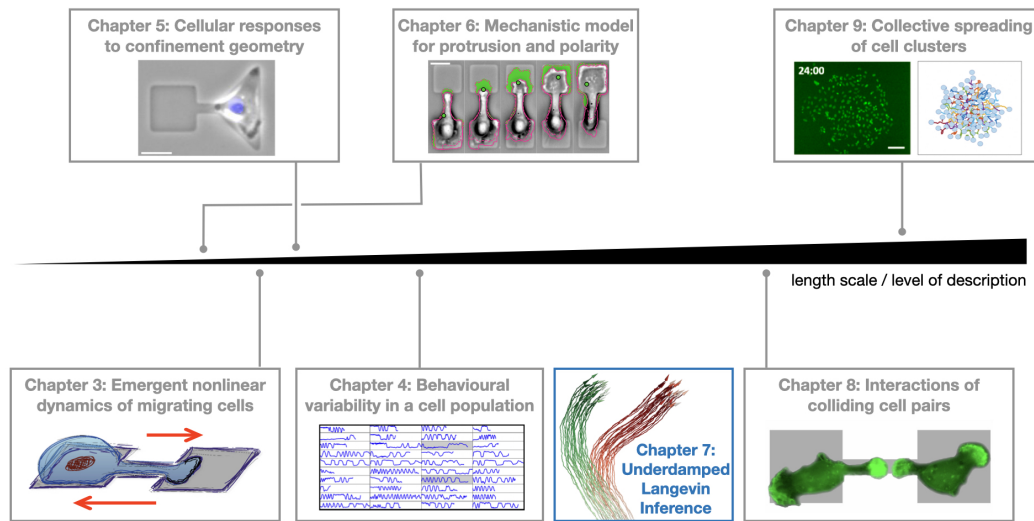 Chapter 5: Cellular responses
to confinement geometry
Chapter 6: Mechanistic model
for protrusion and polarity
Chapter 9: Collective spreading
of cell clusters
24:00
length scale / level of description
Chapter 3: Emergent nonlinear
dynamics of migrating cells
Chapter 4: Behavioural
variability in a cell population
Chapter 7:
Underdamped
Langevin
Inference
Chapter 8: Interactions of
colliding cell pairs